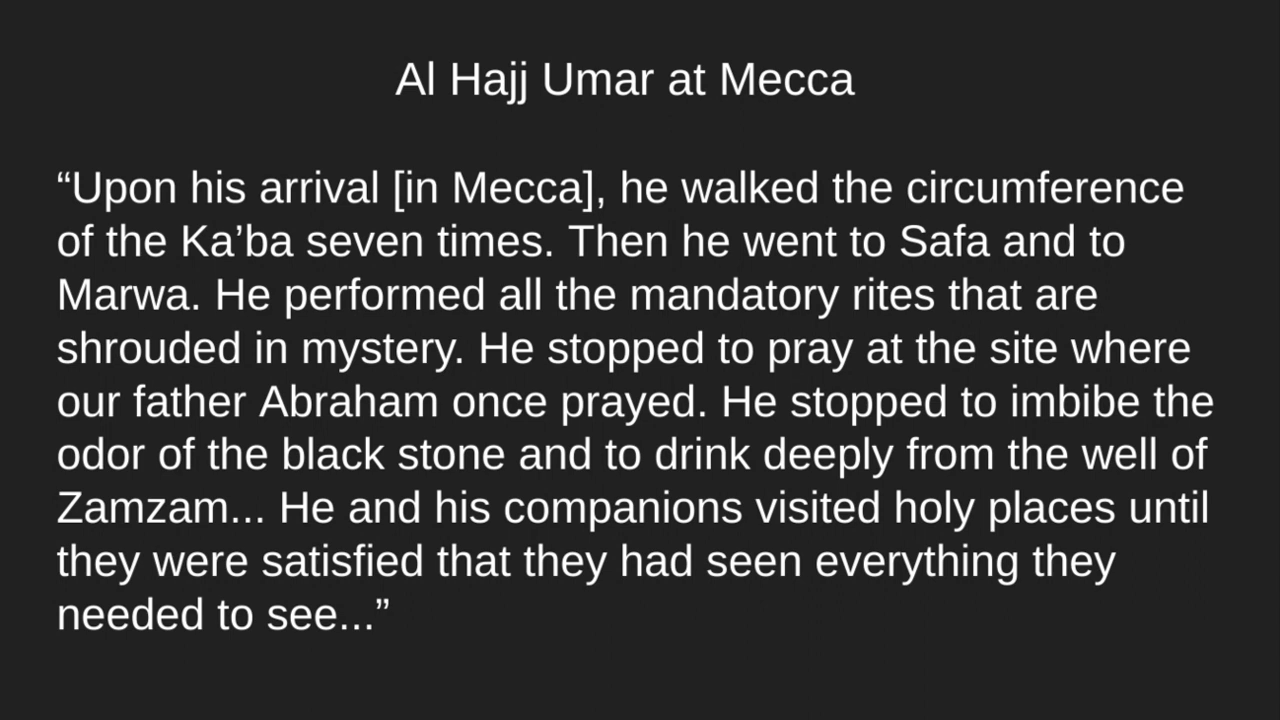 Al Hajj Umar at Mecca
“Upon his arrival [in Mecca], he walked the circumference
of the Ka’ba seven times. Then he went to Safa and to
Marwa. He performed all the mandatory rites that are
shrouded in mystery. He stopped to pray at the site where
our father Abraham once prayed. He stopped to imbibe the
odor of the black stone and to drink deeply from the well of
Zamzam... He and his companions visited holy places until
they were satisfied that they had seen everything they
needed to see...”